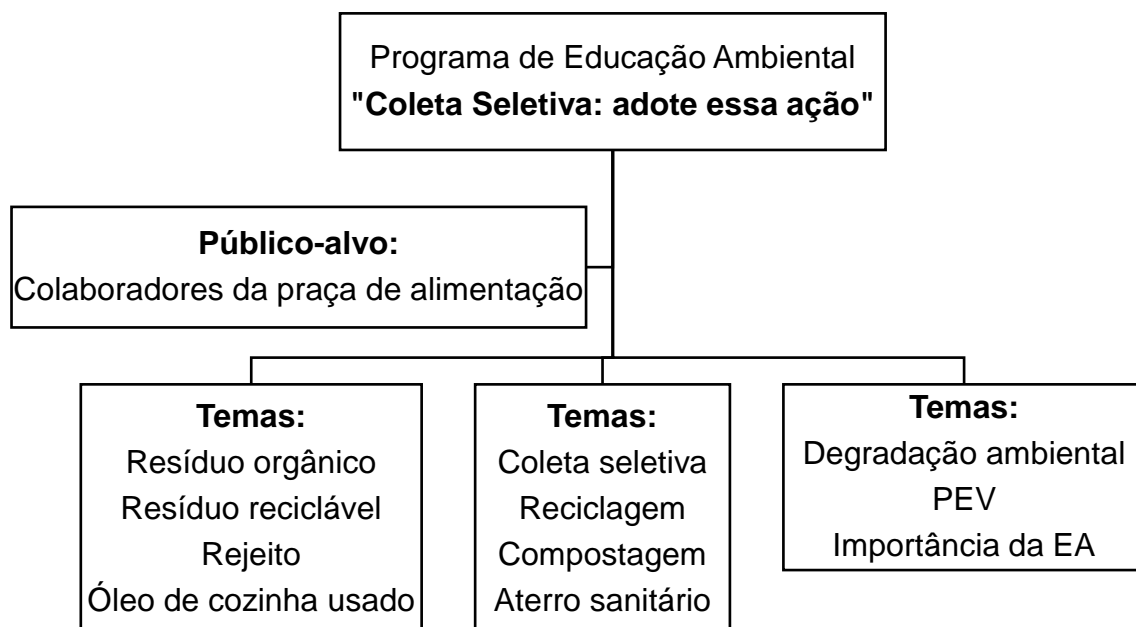 Programa de Educação Ambiental
"Coleta Seletiva: adote essa ação"
Público-alvo:
Colaboradores da praça de alimentação
Temas:
Resíduo orgânico
Resíduo reciclável
Rejeito
Óleo de cozinha usado
Temas:
Coleta seletiva
Reciclagem
Compostagem
Aterro sanitário
Temas:
Degradação ambiental
PEV
Importância da EA